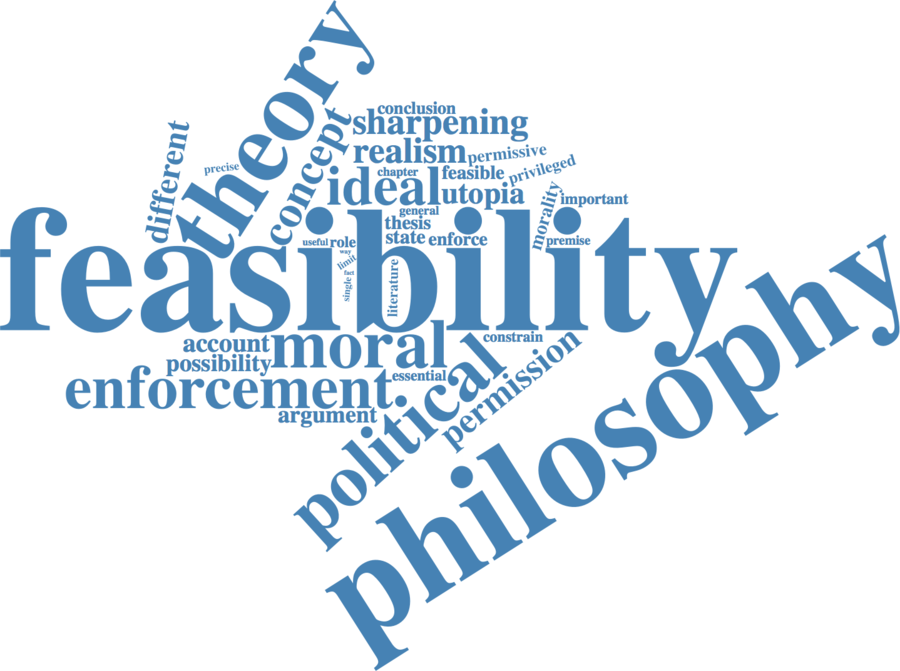 theory
conclusion
sharpening
different
concept
realism
permissive
precise
chapter
feasible
privileged
ideal
utopia
morality
important
general
thesis
feasibility
useful
role
state
enforce
premise
way
limit
fact
single
literature
account
moral
constrain
possibility
enforcement
essential
political
permission
argument
philosophy